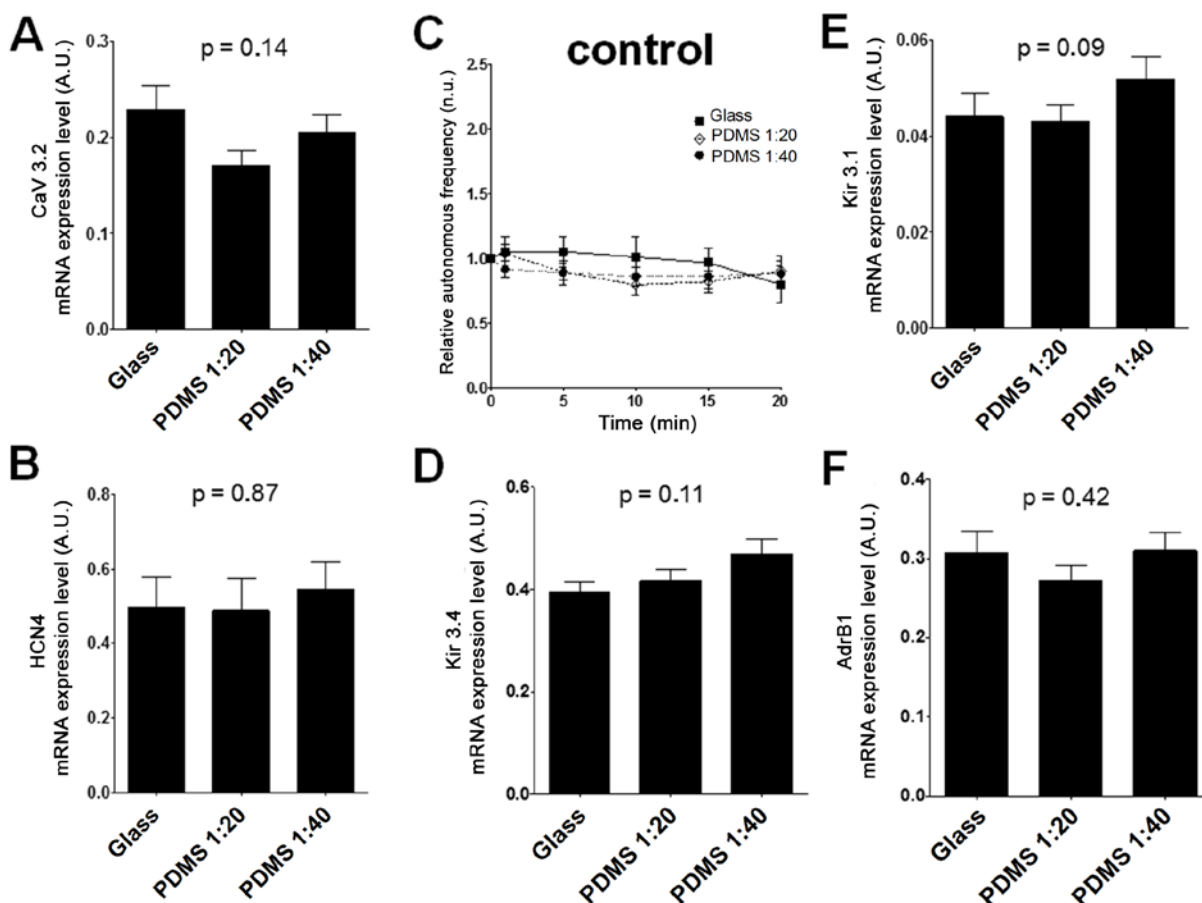 A
CaV 3.2
mRNA expression level (A.U.)
p = 0.14
0.3
0.2
0.1
0.0
Glass
PDMS 1:20
PDMS 1:40
C
control
Relative autonomous frequency (n.u.)
2.5
2.0
1.5
1.0
0.5
0.0
Glass
PDMS 1:20
PDMS 1:40
0 5 10 15 20
Time (min)
E
Kir 3.1
mRNA expression level (A.U.)
p = 0.09
0.06
0.04
0.02
0.00
Glass
PDMS 1:20
PDMS 1:40
B
HCN4
mRNA expression level (A.U.)
p = 0.87
0.8
0.6
0.4
0.2
0.0
Glass
PDMS 1:20
PDMS 1:40
D
Kir 3.4
mRNA expression level (A.U.)
p = 0.11
0.6
0.4
0.2
0.0
Glass
PDMS 1:20
PDMS 1:40
F
AdrB1
mRNA expression level (A.U.)
p = 0.42
0.4
0.3
0.2
0.1
0.0
Glass
PDMS 1:20
PDMS 1:40